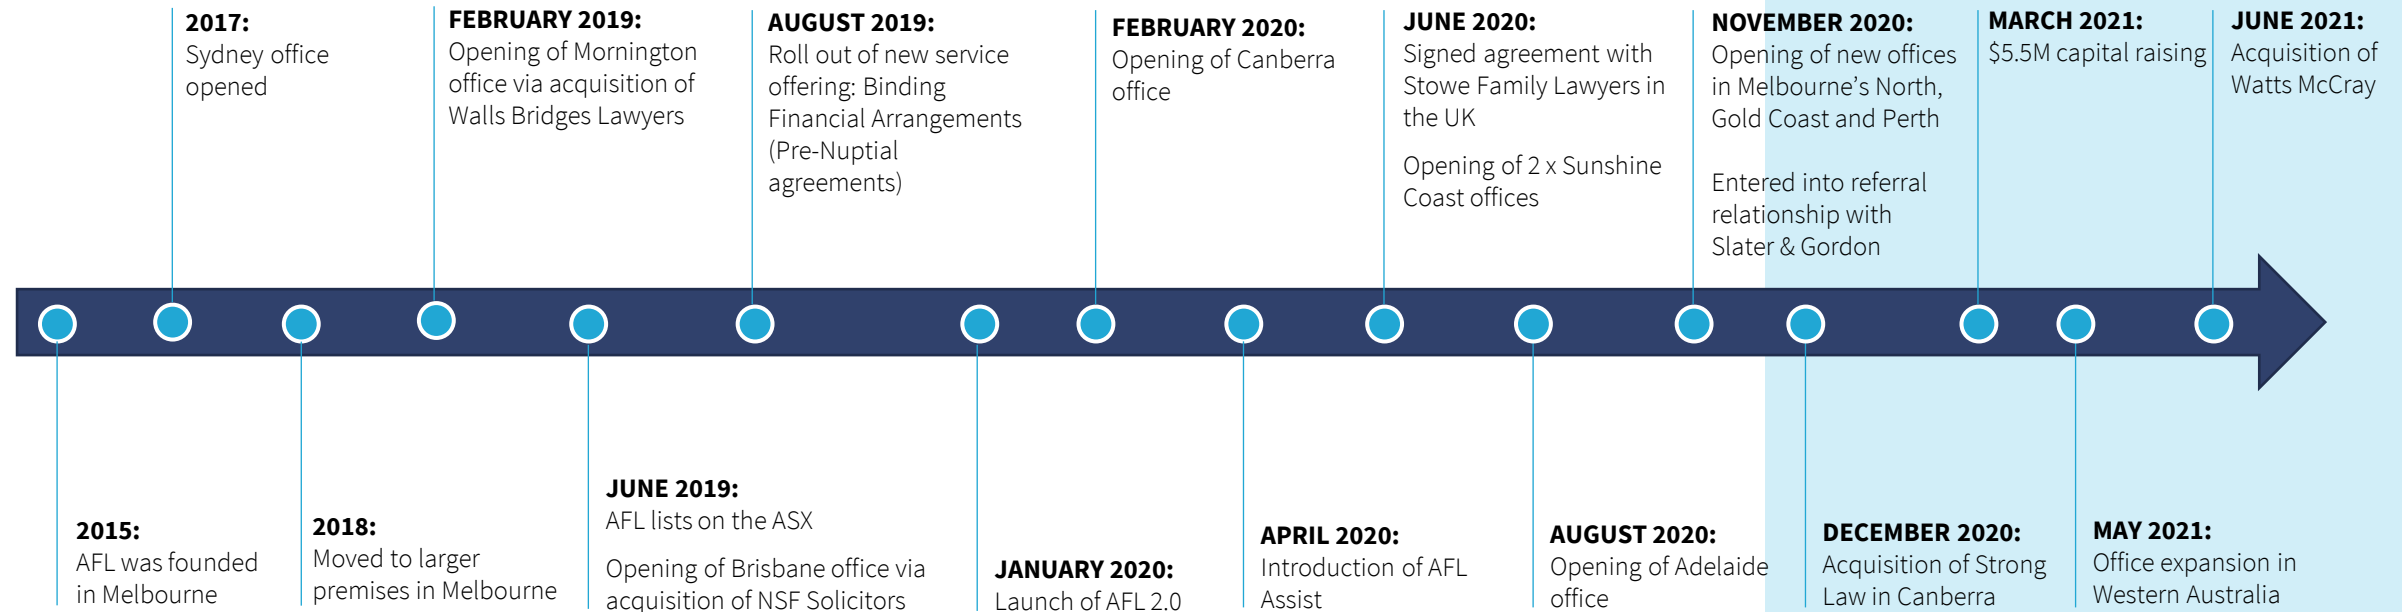 2017:
Sydney office
opened
FEBRUARY 2019:
Opening of Mornington
office via acquisition of
Walls Bridges Lawyers
AUGUST 2019:
Roll out of new service
offering: Binding
Financial Arrangements
(Pre-Nuptial
agreements)
FEBRUARY 2020:
Opening of Canberra
office
JUNE 2020:
Signed agreement with
Stowe Family Lawyers in
the UK
Opening of 2 x Sunshine
Coast offices
NOVEMBER 2020:
Opening of new offices
in Melbourne’s North,
Gold Coast and Perth
Entered into referral
relationship with
Slater & Gordon
MARCH 2021:
$5.5M capital raising
JUNE 2021:
Acquisition of
Watts McCray
2015:
AFL was founded
in Melbourne
2018:
Moved to larger
premises in Melbourne
JUNE 2019:
AFL lists on the ASX
Opening of Brisbane office via
acquisition of NSF Solicitors
JANUARY 2020:
Launch of AFL 2.0
APRIL 2020:
Introduction of AFL
Assist
AUGUST 2020:
Opening of Adelaide
office
DECEMBER 2020:
Acquisition of Strong
Law in Canberra
MAY 2021:
Office expansion in
Western Australia